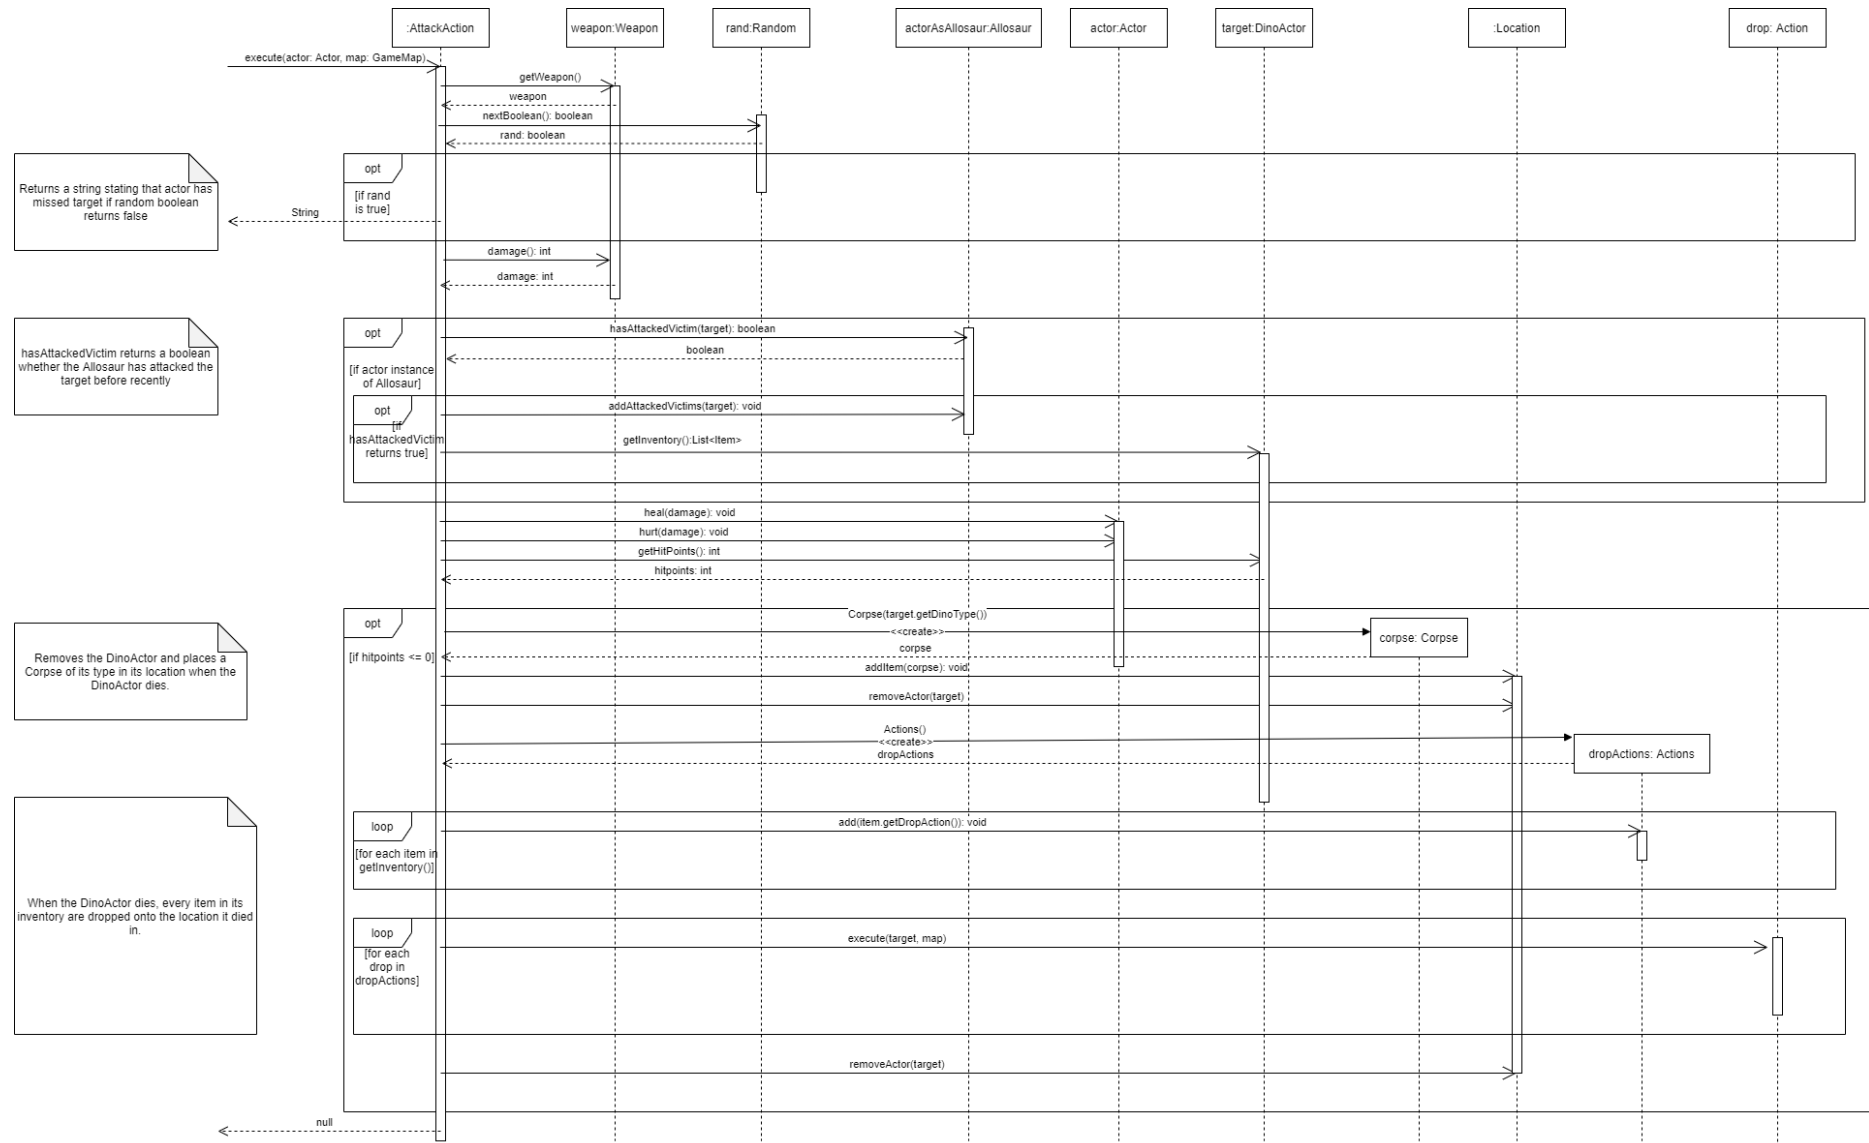 :AttackAction
weapon:Weapon
rand:Random
actorAsAllosaur:Allosaur
actor:Actor
target:DinoActor
:Location
drop: Action
execute(actor: Actor, map: GameMap)
getWeapon()
weapon
nextBoolean(): boolean
rand: boolean
Returns a string stating that actor has
missed target if random boolean
returns false
opt
[if rand
is true]
String
damage(): int
damage: int
hasAttackedVictim returns a boolean
whether the Allosaur has attacked the
target before recently
opt
[if actor instance
of Allosaur]
hasAttackedVictim(target): boolean
boolean
opt
[if
hasAttackedVictim
returns true]
addAttackedVictims(target): void
getInventory():List<Item>
heal(damage): void
hurt(damage): void
getHitPoints(): int
hitpoints: int
Removes the DinoActor and places a
Corpse of its type in its location when the
DinoActor dies.
opt
[if hitpoints <= 0]
Corpse(target.getDinoType())
<<create>>
corpse: Corpse
corpse
addItem(corpse): void
removeActor(target)
Actions()
<<create>>
dropActions
dropActions: Actions
When the DinoActor dies, every item in its
inventory are dropped onto the location it died
in.
loop
[for each item in
getInventory()]
add(item.getDropAction()): void
loop
[for each
drop in
dropActions]
execute(target, map)
removeActor(target)
null